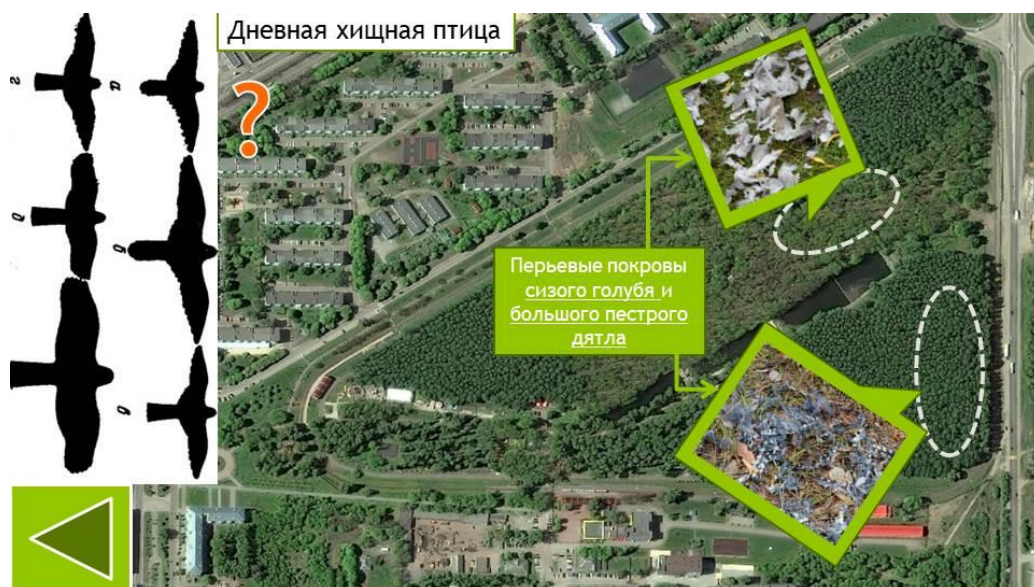 Дневная хищная птица
?
Перьевые покровы
сизого голубя и
большого пестрого
дятла